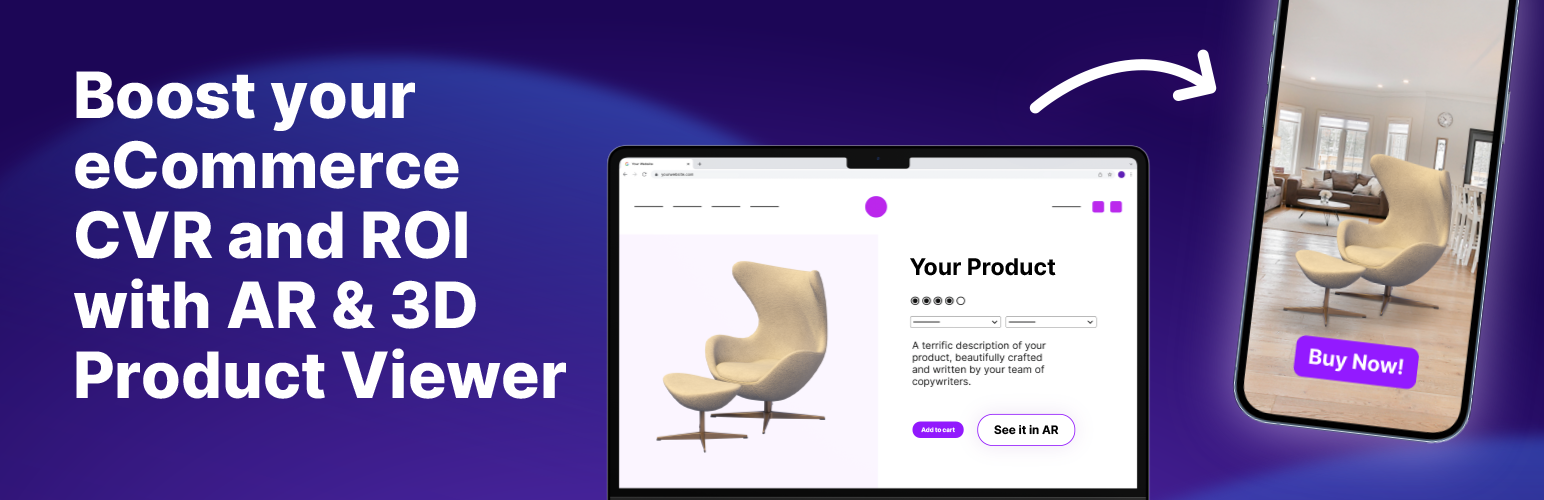 Boost your
eCommerce
CVR and ROI
with AR & 3D
Product Viewer
Your Website
yourwebsite.com
Your Product
A terrific description of your
product, beautifully crafted
and written by your team of
copywriters.
Add to cart
See it in AR
Buy Now!